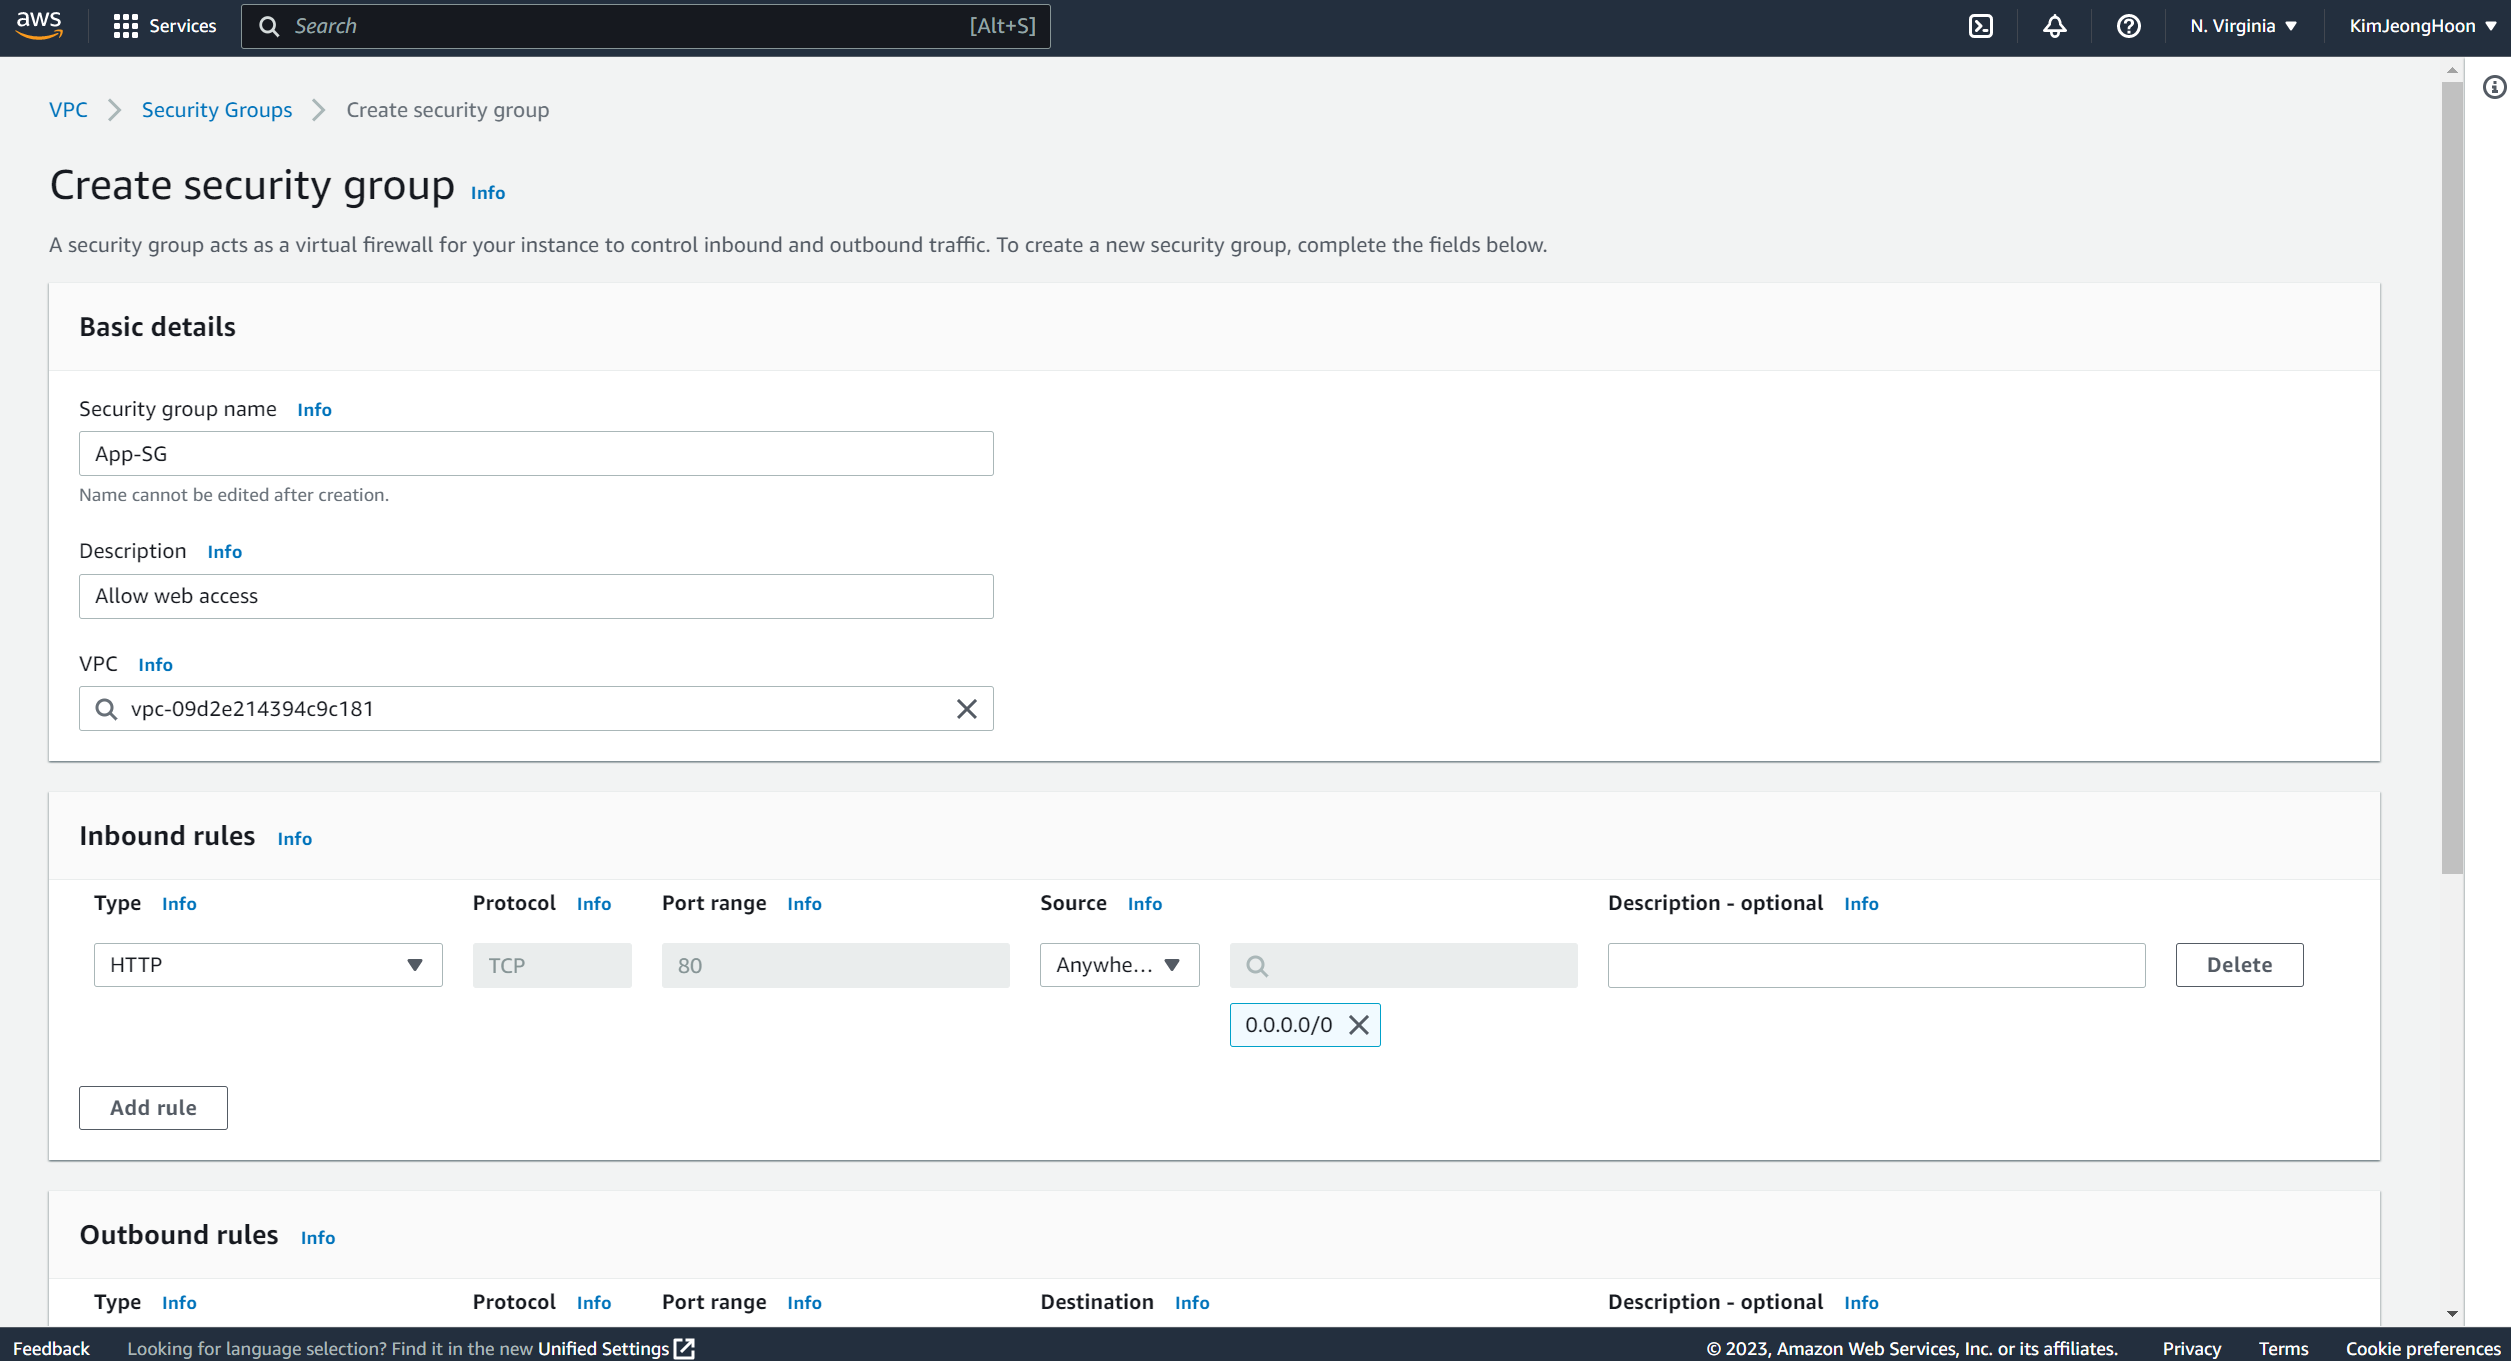 aws Services Search [Alt+S] N. Virginia KimJeongHoon
VPC Security Groups Create security group
Create security group Info
A security group acts as a virtual firewall for your instance to control inbound and outbound traffic. To create a new security group, complete the fields below.
Basic details
Security group name Info
App-SG
Name cannot be edited after creation.
Description Info
Allow web access
VPC Info
vpc-09d2e214394c9c181
Inbound rules Info
Type Info Protocol Info Port range Info Source Info Description - optional Info
HTTP TCP 80 Anywhe... Delete
0.0.0.0/0
Add rule
Outbound rules Info
Type Info Protocol Info Port range Info Destination Info Description - optional Info
Feedback Looking for language selection? Find it in the new Unified Settings © 2023, Amazon Web Services, Inc. or its affiliates. Privacy Terms Cookie preferences